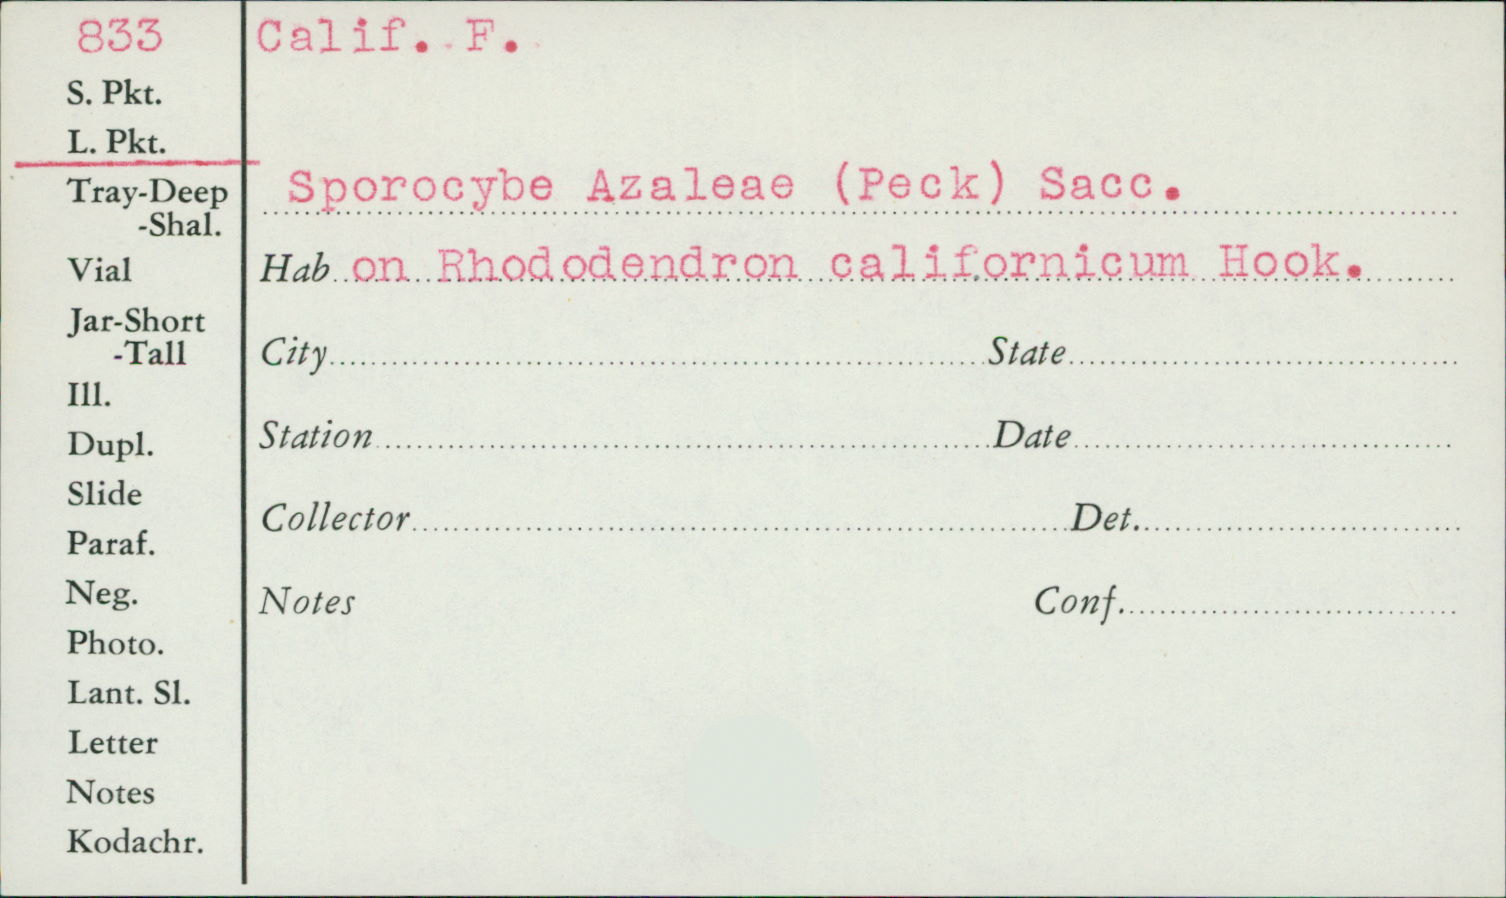 833
Calif. F.
S. Pkt.
L. Pkt.
Tray-Deep
-Shal.
Vial
Jar-Short
-Tall
Ill.
Dupl.
Slide
Paraf.
Neg.
Photo.
Lant. Sl.
Letter
Notes
Kodachr.
Sporocybe Azaleae (Peck) Sacc.
Hab on Rhododendron californicum Hook.
City State
Station Date
Collector Det.
Notes Conf.